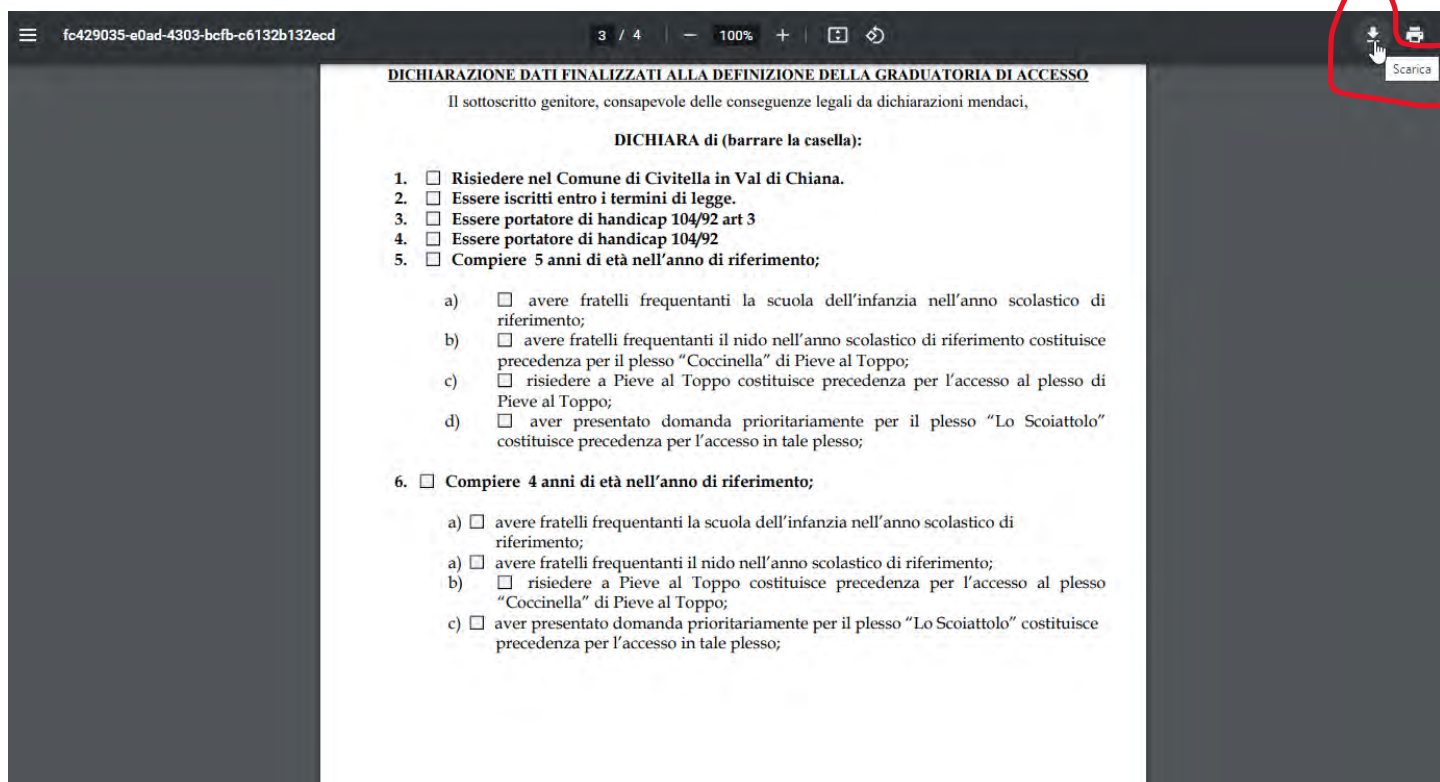 fc429035-e0ad-4303-bcfb-c6132b132ecd
3 / 4
100%
Scarica
DICHIARAZIONE DATI FINALIZZATI ALLA DEFINIZIONE DELLA GRADUATORIA DI ACCESSO
Il sottoscritto genitore, consapevole delle conseguenze legali da dichiarazioni mendaci,
DICHIARA di (barrare la casella):
1. ☐ Risiedere nel Comune di Civitella in Val di Chiana.
2. ☐ Essere iscritti entro i termini di legge.
3. ☐ Essere portatore di handicap 104/92 art 3
4. ☐ Essere portatore di handicap 104/92
5. ☐ Compiere 5 anni di età nell’anno di riferimento;
a) ☐ avere fratelli frequentanti la scuola dell’infanzia nell’anno scolastico di
riferimento;
b) ☐ avere fratelli frequentanti il nido nell’anno scolastico di riferimento costituisce
precedenza per il plesso “Coccinella” di Pieve al Toppo;
c) ☐ risiedere a Pieve al Toppo costituisce precedenza per l’accesso al plesso di
Pieve al Toppo;
d) ☐ aver presentato domanda prioritariamente per il plesso “Lo Scoiattolo”
costituisce precedenza per l’accesso in tale plesso;
6. ☐ Compiere 4 anni di età nell’anno di riferimento;
a) ☐ avere fratelli frequentanti la scuola dell’infanzia nell’anno scolastico di
riferimento;
a) ☐ avere fratelli frequentanti il nido nell’anno scolastico di riferimento;
b) ☐ risiedere a Pieve al Toppo costituisce precedenza per l’accesso al plesso
“Coccinella” di Pieve al Toppo;
c) ☐ aver presentato domanda prioritariamente per il plesso “Lo Scoiattolo” costituisce
precedenza per l’accesso in tale plesso;